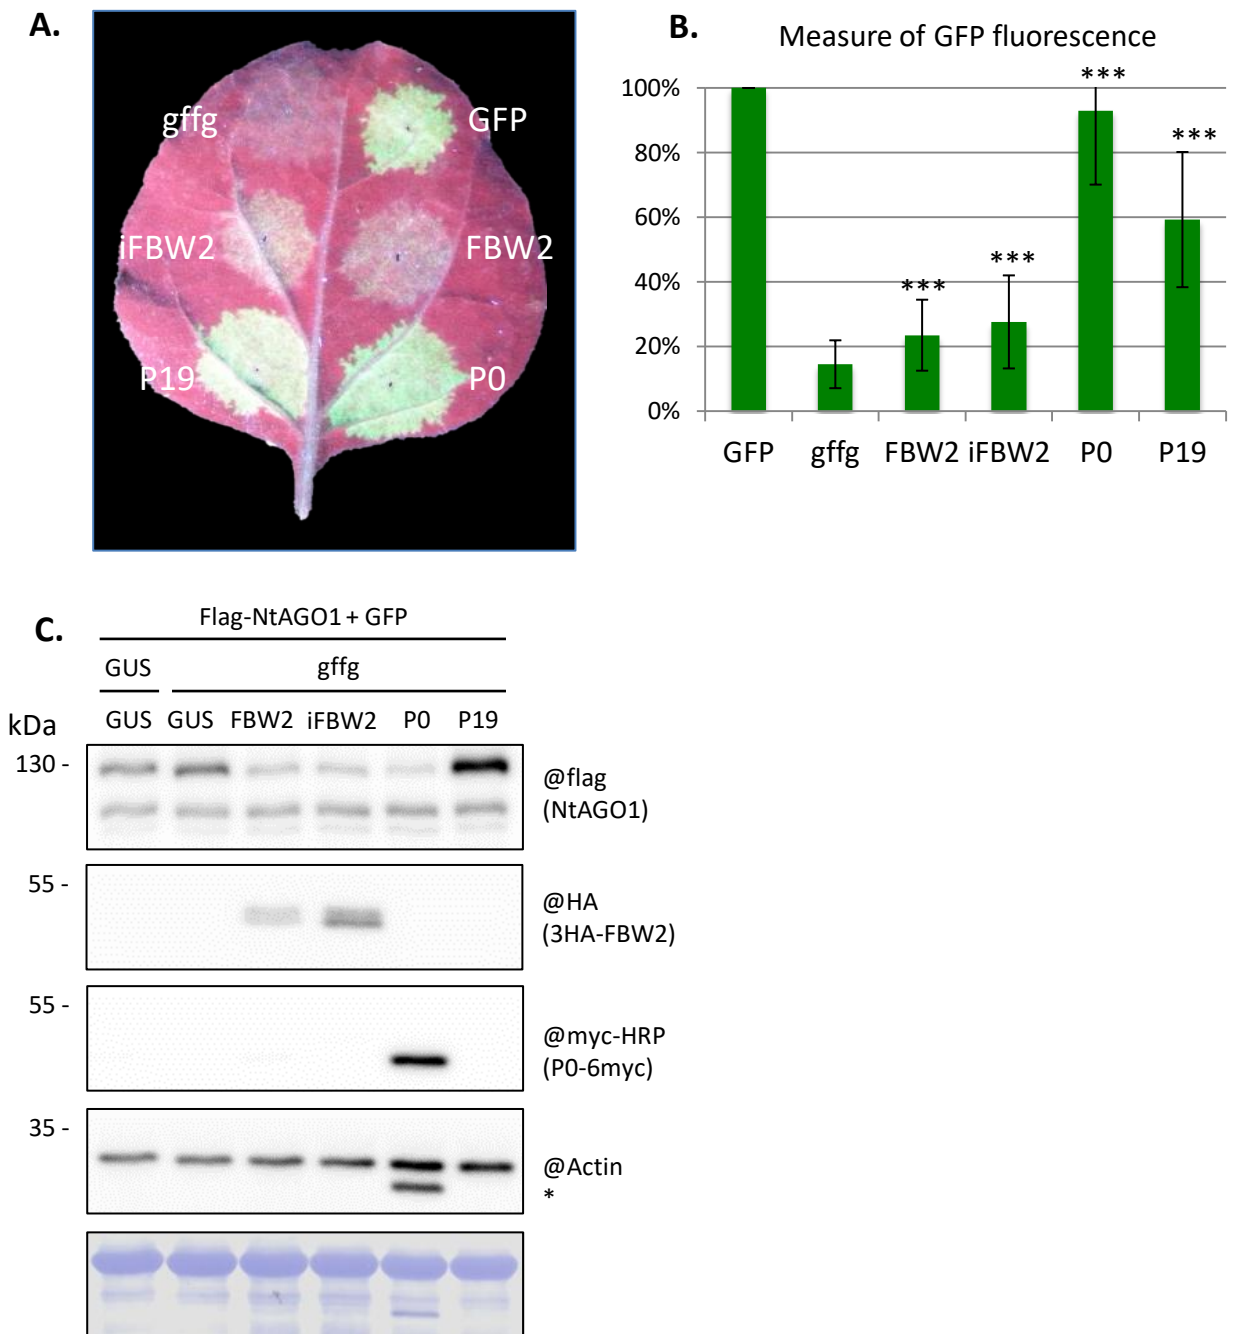 A.
gffg
GFP
iFBW2
FBW2
P19
P0
B.
Measure of GFP fluorescence
100%
80%
60%
40%
20%
0%
***
***
***
***
GFP gffg FBW2 iFBW2 P0 P19
C.
Flag-NtAGO1 + GFP
GUS gffg
kDa GUS GUS FBW2 iFBW2 P0 P19
130 -
@flag
(NtAGO1)
55 -
@HA
(3HA-FBW2)
55 -
@myc-HRP
(P0-6myc)
35 -
@Actin
*